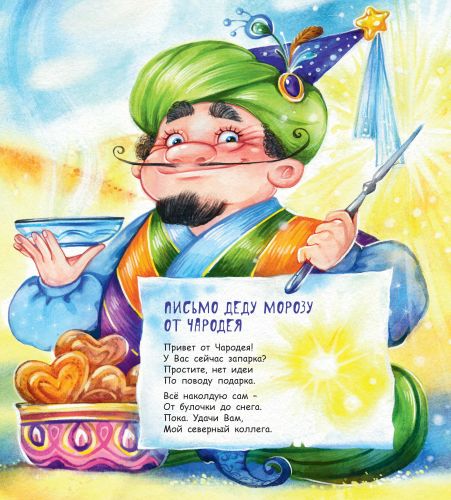 ПИСЬМО ДЕДУ МОРОЗУ
ОТ ЧАРОДЕЯ
Привет от Чародея!
У Вас сейчас запарка?
Простите, нет идеи
По поводу подарка.
Всё наколдую сам –
От булочки до снега.
Пока. Удачи Вам,
Мой северный коллега.